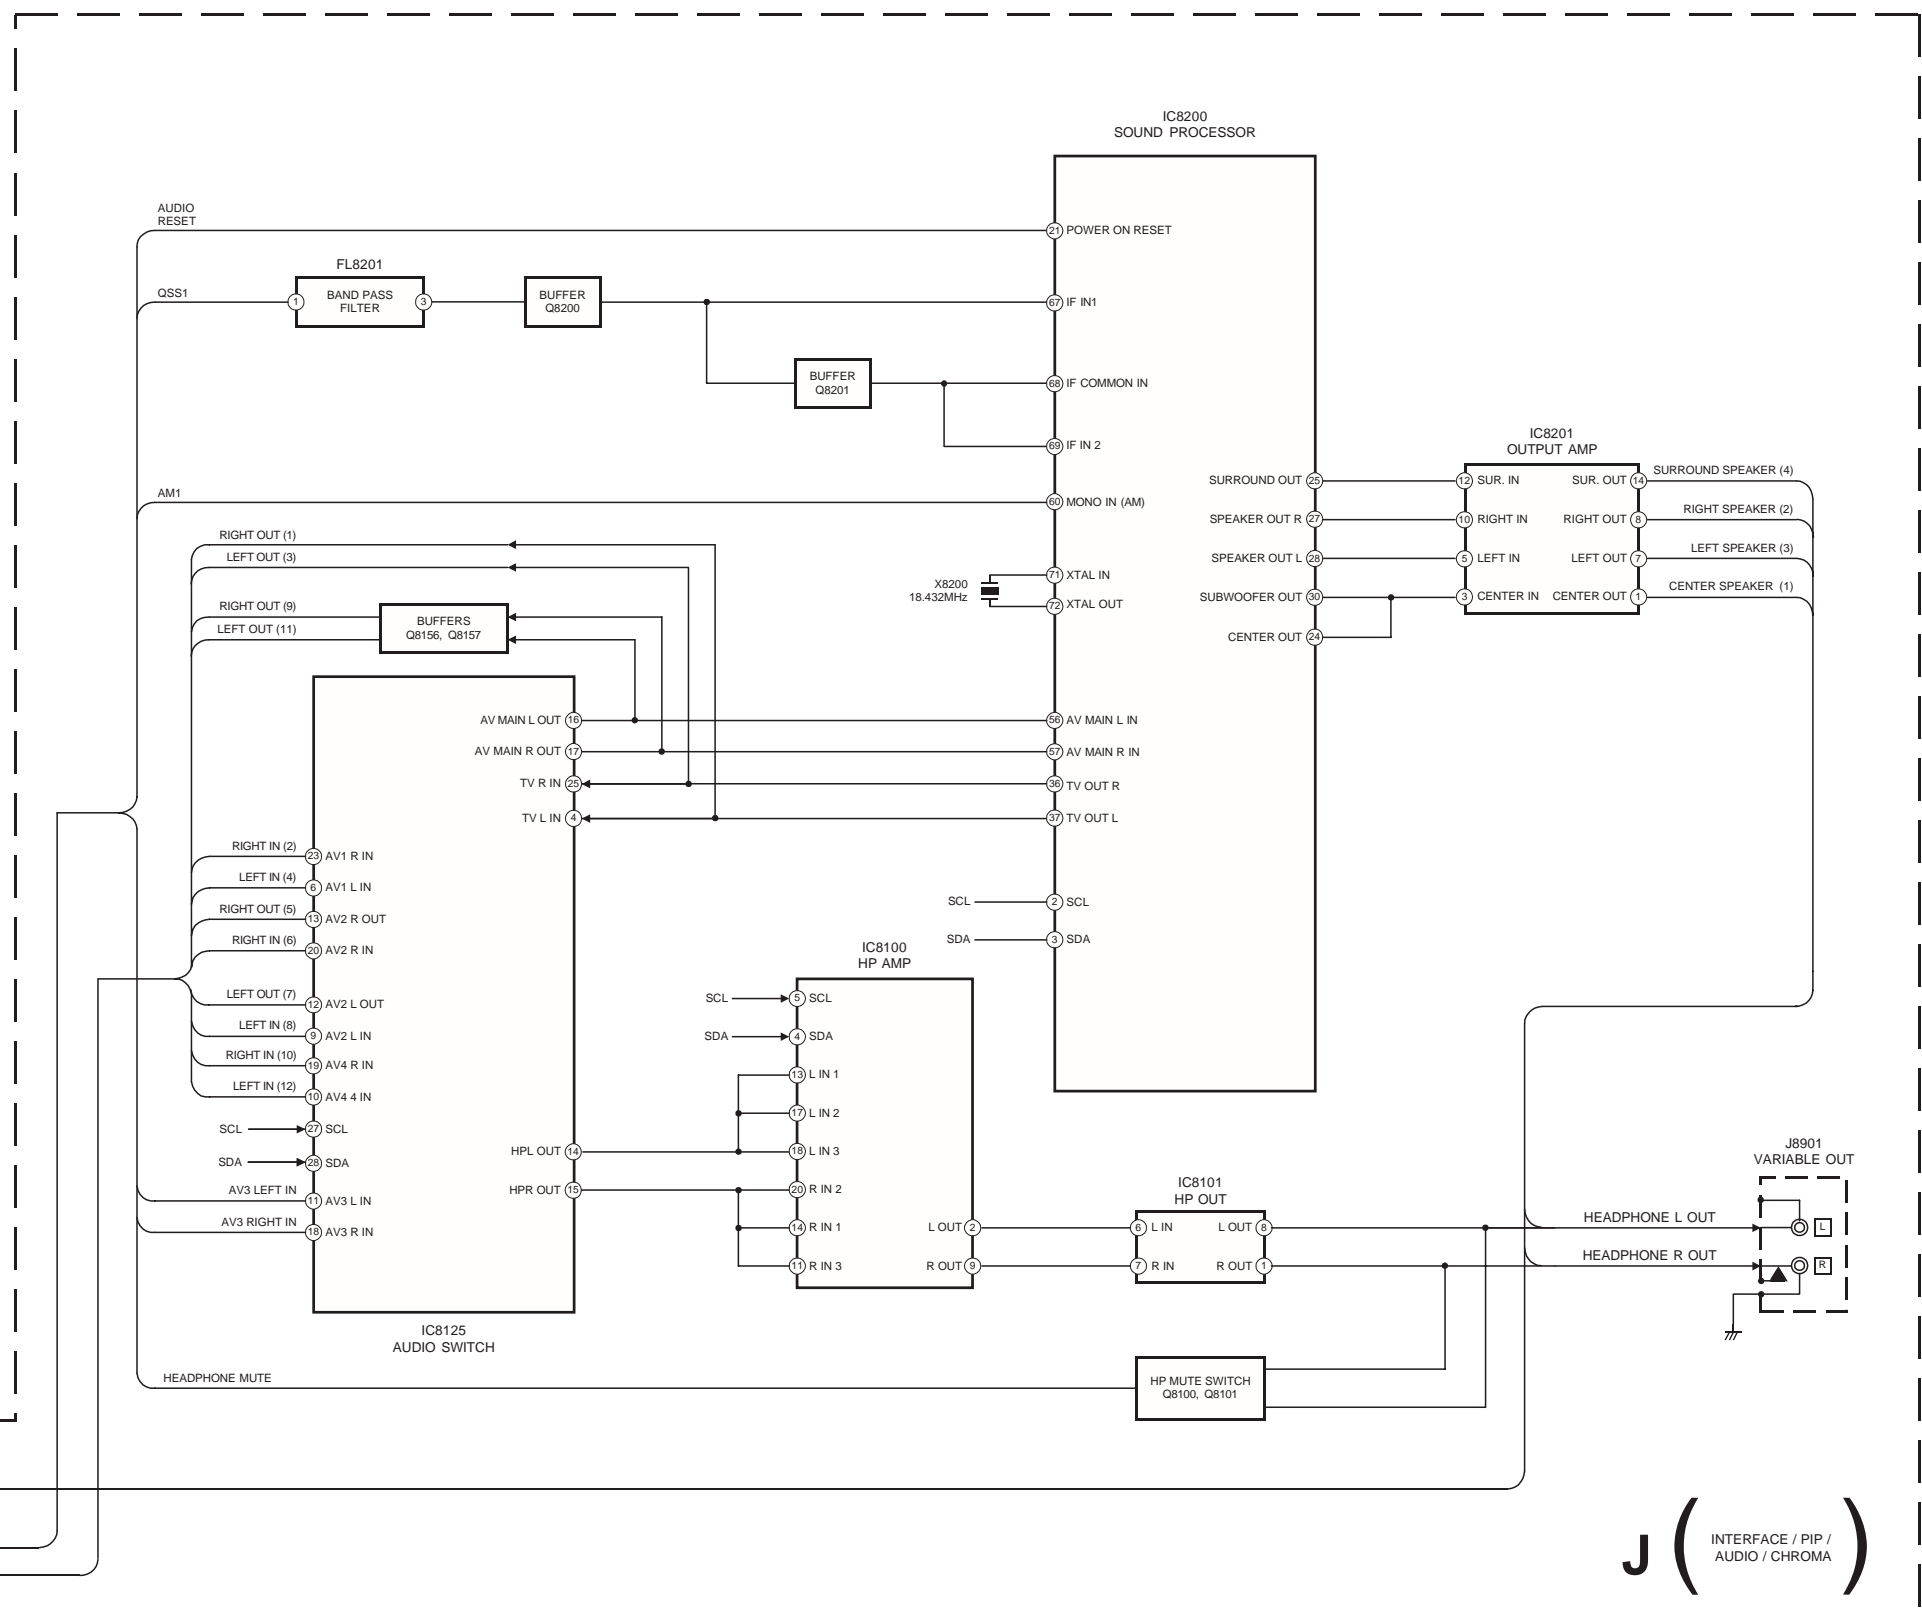 IC8200
SOUND PROCESSOR
AUDIO
RESET
21 POWER ON RESET
FL8201
QSS1
1 BAND PASS 3
FILTER
BUFFER
Q8200
67 IF IN1
BUFFER
Q8201
68 IF COMMON IN
69 IF IN 2
AM1
60 MONO IN (AM)
X8200
18.432MHz
71 XTAL IN
72 XTAL OUT
SURROUND OUT 25
SPEAKER OUT R 27
SPEAKER OUT L 28
SUBWOOFER OUT 30
CENTER OUT 24
IC8201
OUTPUT AMP
12 SUR. IN SUR. OUT 14
10 RIGHT IN RIGHT OUT 8
5 LEFT IN LEFT OUT 7
3 CENTER IN CENTER OUT 1
SURROUND SPEAKER (4)
RIGHT SPEAKER (2)
LEFT SPEAKER (3)
CENTER SPEAKER (1)
RIGHT OUT (1)
LEFT OUT (3)
RIGHT OUT (9)
LEFT OUT (11)
BUFFERS
Q8156, Q8157
AV MAIN L OUT 16
AV MAIN R OUT 17
TV R IN 25
TV L IN 4
56 AV MAIN L IN
57 AV MAIN R IN
36 TV OUT R
37 TV OUT L
SCL 2 SCL
SDA 3 SDA
RIGHT IN (2) 23 AV1 R IN
LEFT IN (4) 6 AV1 L IN
RIGHT OUT (5) 13 AV2 R OUT
RIGHT IN (6) 20 AV2 R IN
LEFT OUT (7) 12 AV2 L OUT
LEFT IN (8) 9 AV2 L IN
RIGHT IN (10) 19 AV4 R IN
LEFT IN (12) 10 AV4 4 IN
SCL 27 SCL
SDA 28 SDA
AV3 LEFT IN 11 AV3 L IN
AV3 RIGHT IN 18 AV3 R IN
HPL OUT 14
HPR OUT 15
IC8125
AUDIO SWITCH
IC8100
HP AMP
SCL 5 SCL
SDA 4 SDA
13 L IN 1
17 L IN 2
18 L IN 3
20 R IN 2
14 R IN 1
11 R IN 3
L OUT 2
R OUT 9
IC8101
HP OUT
6 L IN L OUT 8
7 R IN R OUT 1
HEADPHONE L OUT
HEADPHONE R OUT
J8901
VARIABLE OUT
L
R
HEADPHONE MUTE
HP MUTE SWITCH
Q8100, Q8101
J ( INTERFACE / PIP /
AUDIO / CHROMA )